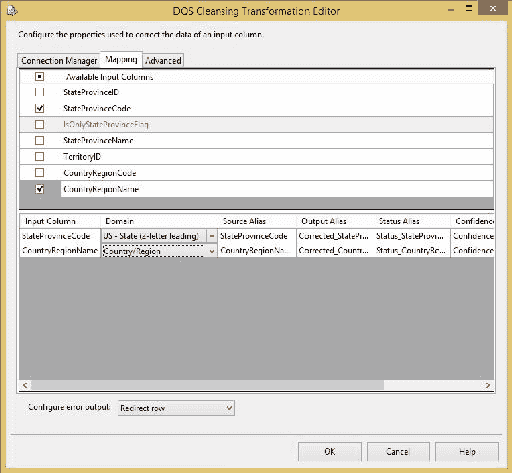 DQS Cleansing Transformation Editor
Configure the properties used to correct the data of an input column.
Connection Manager Mapping Advanced
Available Input Columns
StateProvinceID
StateProvinceCode
IsOnlyStateProvinceFlag
StateProvinceName
TerritoryID
CountryRegionCode
CountryRegionName
Input Column Domain Source Alias Output Alias Status Alias Confidence
StateProvinceCode US - State (2-letter leading) StateProvinceCode Corrected_StatePr... Status_StateProvi... Confidence
CountryRegionName Country/Region CountryRegionNa... Corrected_Countr... Status_CountryRe... Confidence
Configure error output: Redirect row
OK Cancel Help